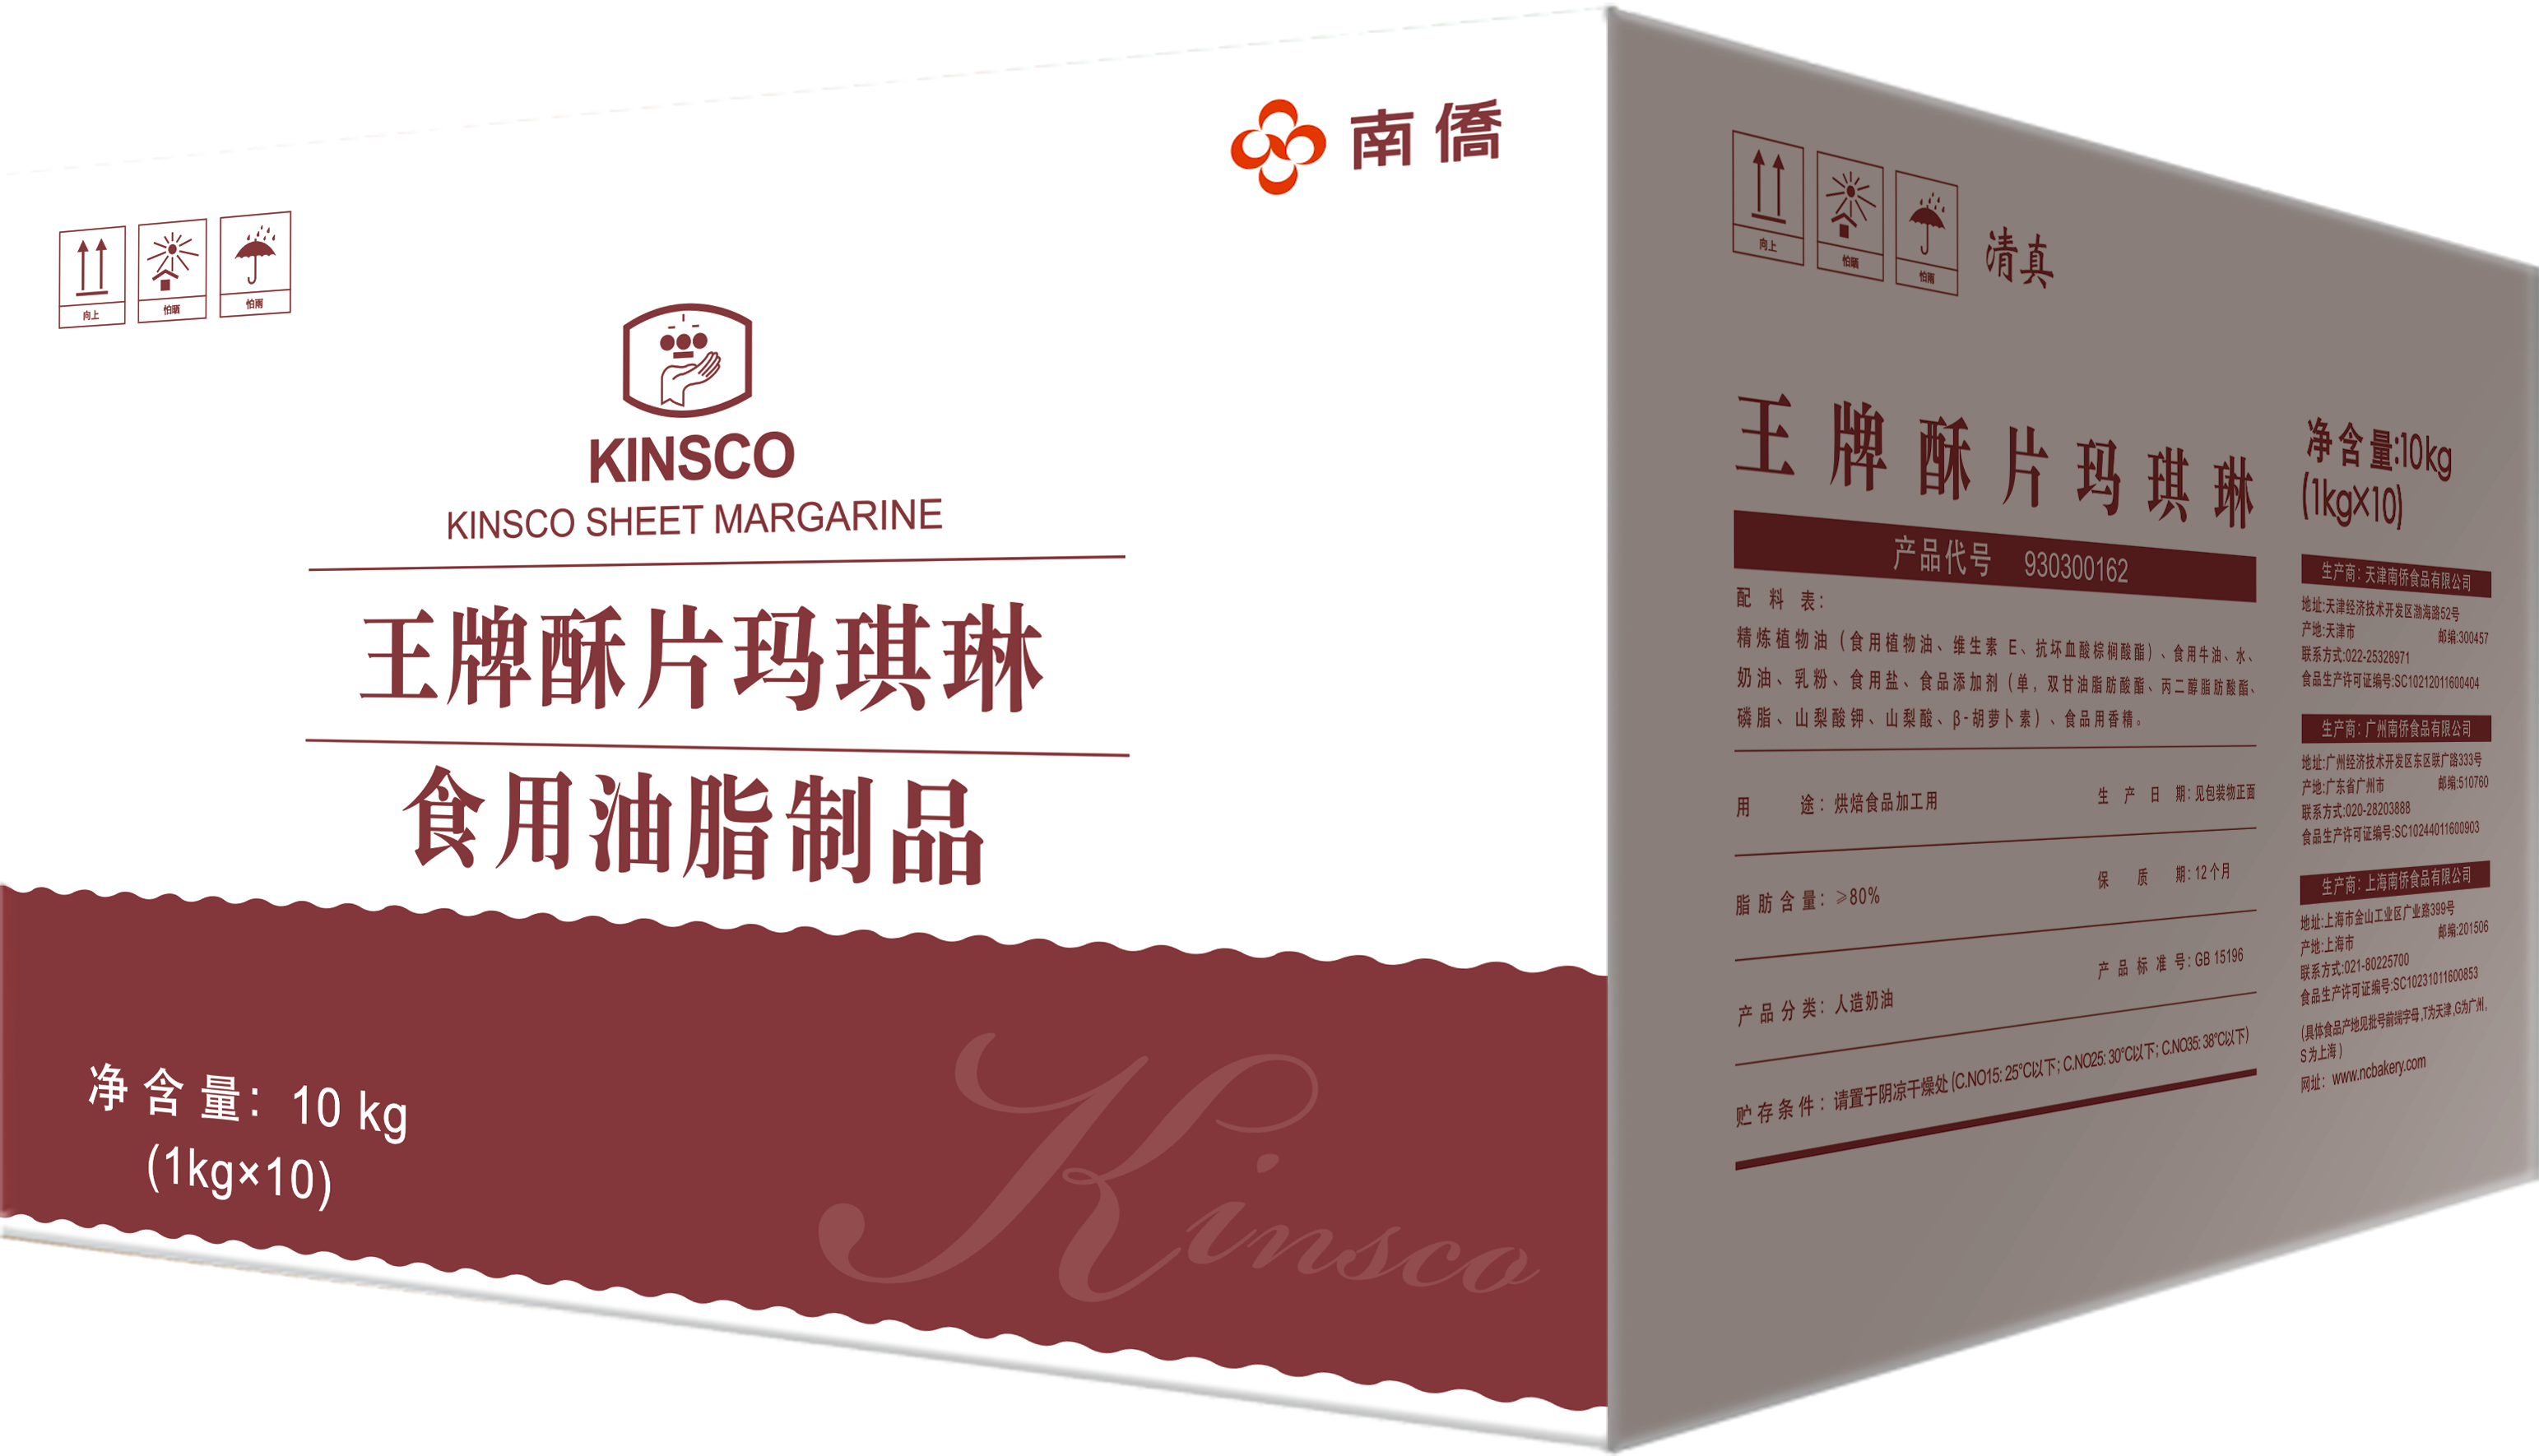 南僑
向上
怕晒
怕雨
KINSCO
KINSCO SHEET MARGARINE
王牌酥片玛琪琳
食用油脂制品
净含量：10 kg
(1kg×10)
Kinsco
向上
怕晒
怕雨
清真
王牌酥片玛琪琳
产品代号 930300162
配料表：
精炼植物油（食用植物油、维生素 E、抗坏血酸棕榈酸酯）、食用牛油、水、
奶油、乳粉、食用盐、食品添加剂（单，双甘油脂肪酸酯、丙二醇脂肪酸酯、
磷脂、山梨酸钾、山梨酸、β-胡萝卜素）、食品用香精。
用途：烘焙食品加工用
生产日期：见包装物正面
脂肪含量：≥80%
保质期：12个月
产品分类：人造奶油
产品标准号：GB 15196
贮存条件：请置于阴凉干燥处 (C.NO15: 25°C以下; C.NO25: 30°C以下; C.NO35: 38°C以下)
净含量:10kg
(1kg×10)
生产商：天津南侨食品有限公司
地址:天津经济技术开发区渤海路52号
产地:天津市 邮编:300457
联系方式:022-25328971
食品生产许可证编号:SC10212011600404
生产商：广州南侨食品有限公司
地址:广州经济技术开发区东区联广路333号
产地:广东省广州市 邮编:510760
联系方式:020-28203888
食品生产许可证编号:SC10244011600903
生产商：上海南侨食品有限公司
地址:上海市金山工业区广业路399号
产地:上海市 邮编:201506
联系方式:021-80225700
食品生产许可证编号:SC10231011600853
(具体食品产地见批号前端字母,T为天津,G为广州,
S为上海)
网址：www.ncbakery.com